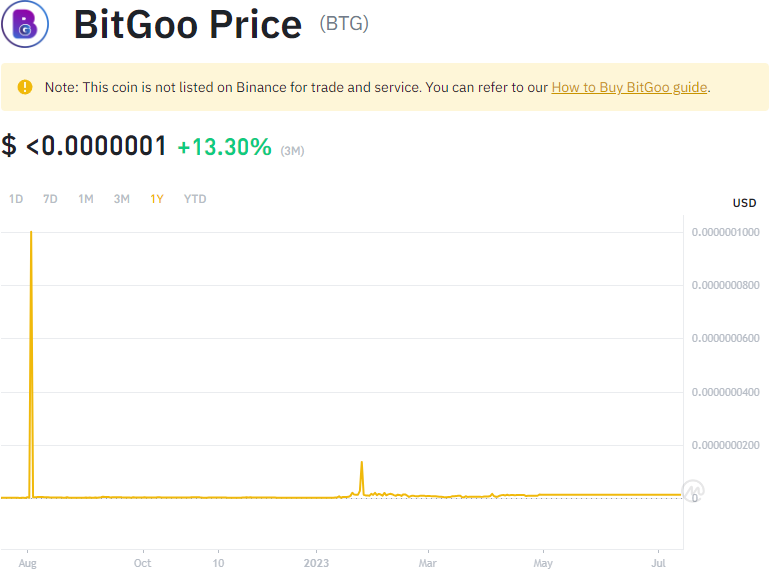 BitGoo Price (BTG)
Note: This coin is not listed on Binance for trade and service. You can refer to our How to Buy BitGoo guide.
$ <0.0000001 +13.30% (3M)
1D 7D 1M 3M 1Y YTD
USD
0.0000001000
0.0000000800
0.0000000600
0.0000000400
0.0000000200
0
Aug Oct 10 2023 Mar May Jul